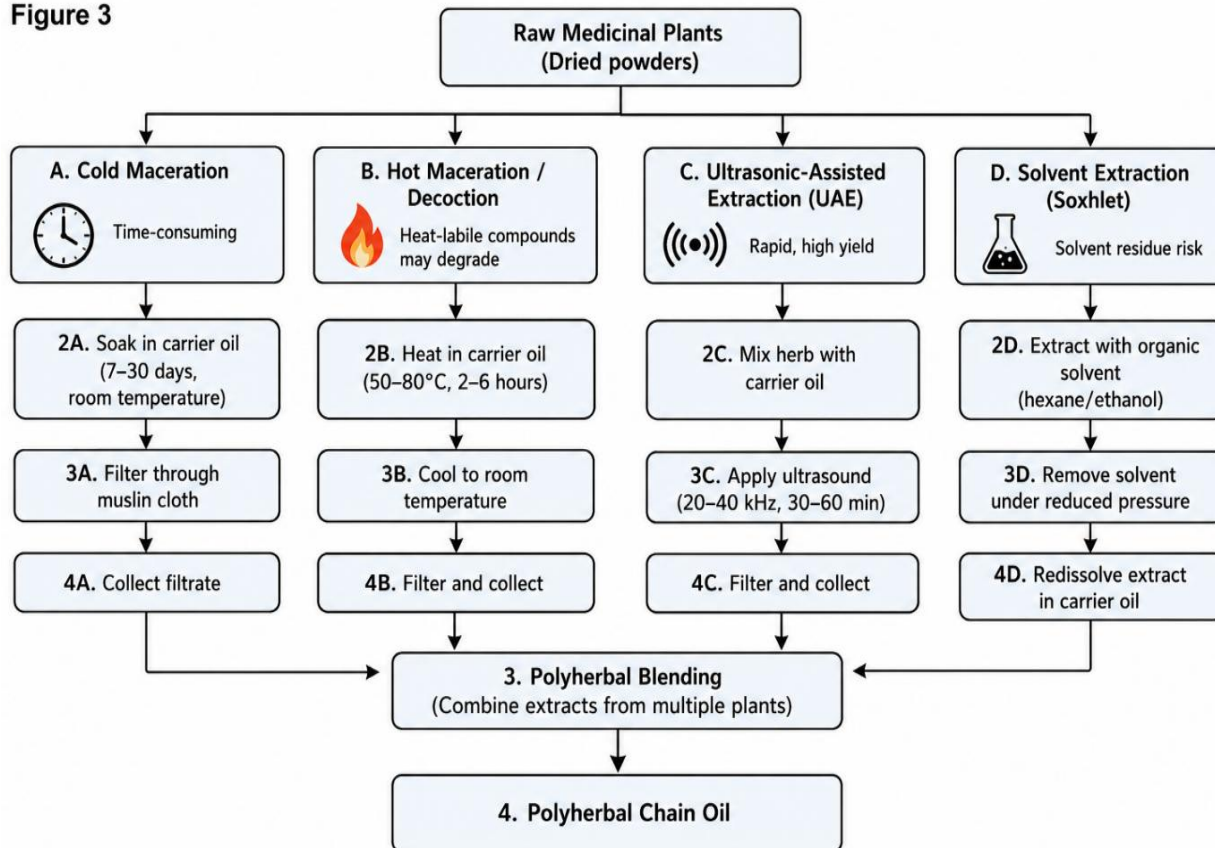 Figure 3
Raw Medicinal Plants
(Dried powders)
A. Cold Maceration
Time-consuming
B. Hot Maceration /
Decoction
Heat-labile compounds
may degrade
C. Ultrasonic-Assisted
Extraction (UAE)
Rapid, high yield
D. Solvent Extraction
(Soxhlet)
Solvent residue risk
2A. Soak in carrier oil
(7–30 days,
room temperature)
2B. Heat in carrier oil
(50–80°C, 2–6 hours)
2C. Mix herb with
carrier oil
2D. Extract with organic
solvent
(hexane/ethanol)
3A. Filter through
muslin cloth
3B. Cool to room
temperature
3C. Apply ultrasound
(20–40 kHz, 30–60 min)
3D. Remove solvent
under reduced pressure
4A. Collect filtrate
4B. Filter and collect
4C. Filter and collect
4D. Redissolve extract
in carrier oil
3. Polyherbal Blending
(Combine extracts from multiple plants)
4. Polyherbal Chain Oil